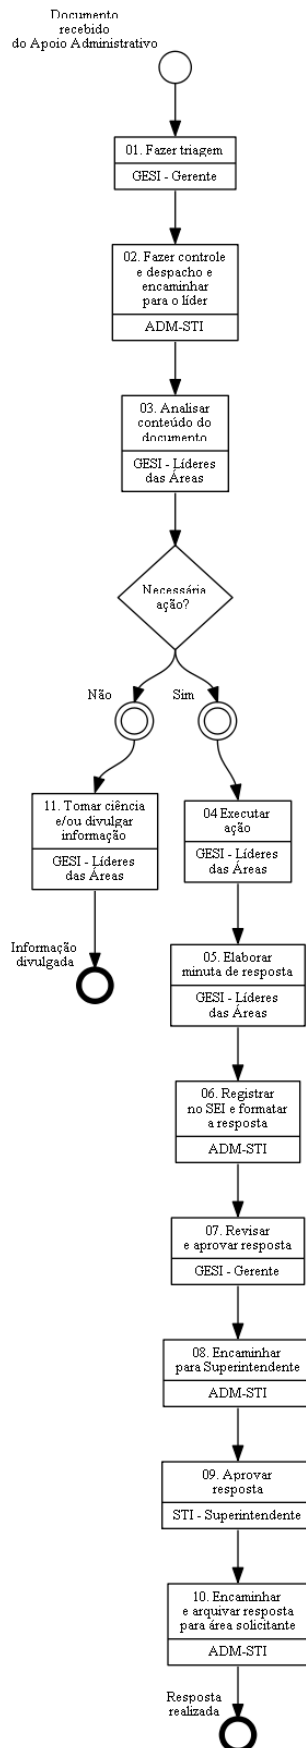 Documento
recebido
do Apoio Administrativo
01. Fazer triagem
GESI - Gerente
02. Fazer controle
e despacho e
encaminhar
para o líder
ADM-STI
03. Analisar
conteúdo do
documento
GESI - Líderes
das Áreas
Necessária
ação?
Não
Sim
11. Tomar ciência
e/ou divulgar
informação
GESI - Líderes
das Áreas
04 Executar
ação
GESI - Líderes
das Áreas
Informação
divulgada
05. Elaborar
minuta de resposta
GESI - Líderes
das Áreas
06. Registrar
no SEI e formatar
a resposta
ADM-STI
07. Revisar
e aprovar resposta
GESI - Gerente
08. Encaminhar
para Superintendente
ADM-STI
09. Aprovar
resposta
STI - Superintendente
10. Encaminhar
e arquivar resposta
para área solicitante
ADM-STI
Resposta
realizada